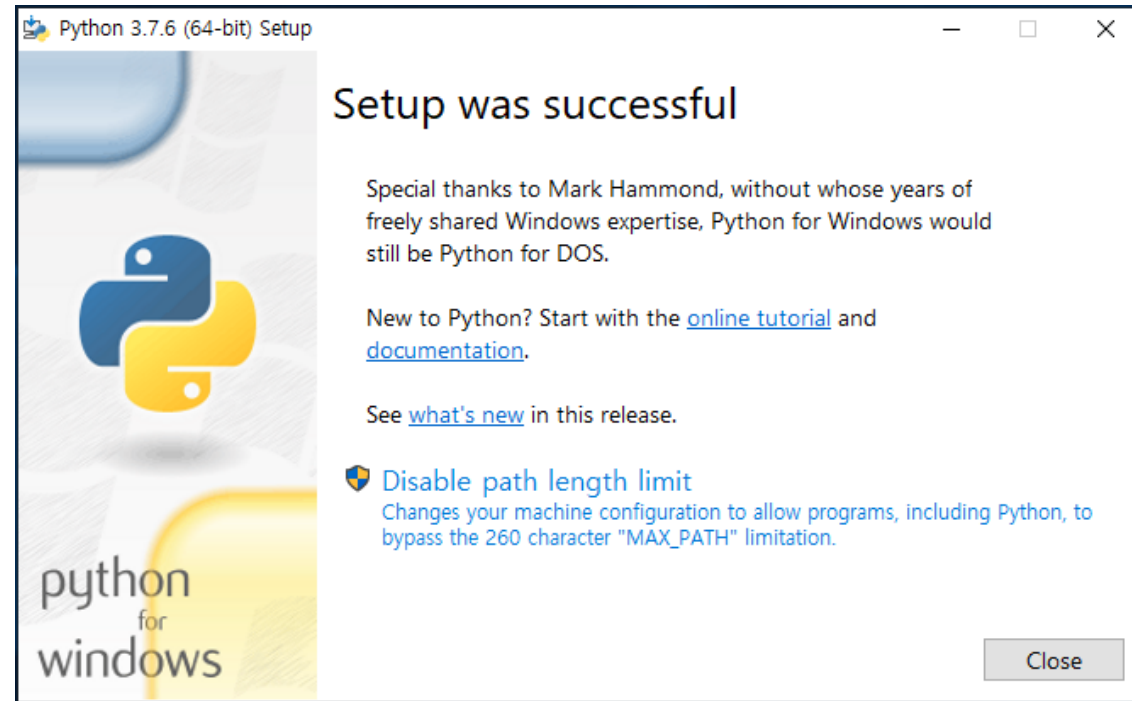 Python 3.7.6 (64-bit) Setup
Setup was successful
Special thanks to Mark Hammond, without whose years of
freely shared Windows expertise, Python for Windows would
still be Python for DOS.
New to Python? Start with the online tutorial and
documentation.
See what's new in this release.
Disable path length limit
Changes your machine configuration to allow programs, including Python, to
bypass the 260 character "MAX_PATH" limitation.
python
for
windows
Close